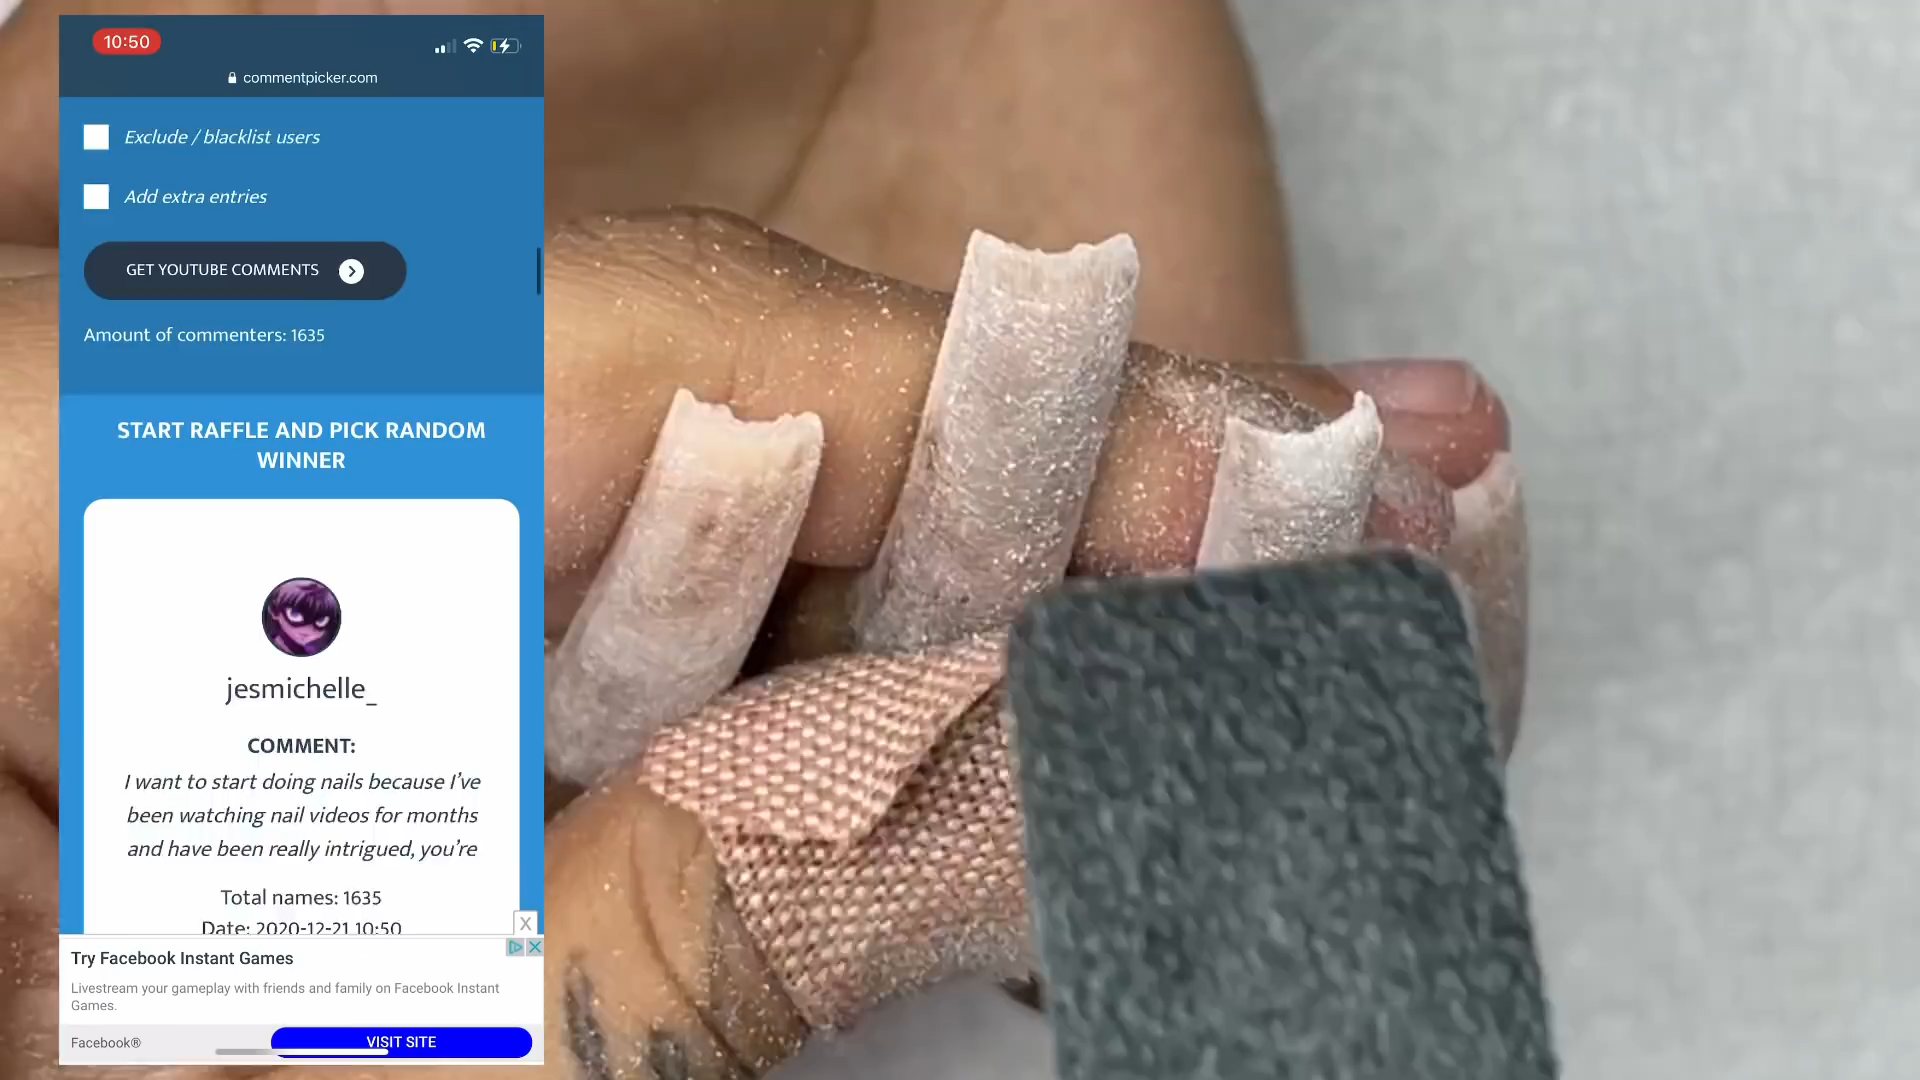 10:50
commentpicker.com
Exclude / blacklist users
Add extra entries
GET YOUTUBE COMMENTS
Amount of commenters: 1635
START RAFFLE AND PICK RANDOM
WINNER
jesmichelle_
COMMENT:
I want to start doing nails because I've
been watching nail videos for months
and have been really intrigued, you're
Total names: 1635
Date: 2020-12-21 10:50
X
Try Facebook Instant Games
Livestream your gameplay with friends and family on Facebook Instant
Games.
Facebook®
VISIT SITE